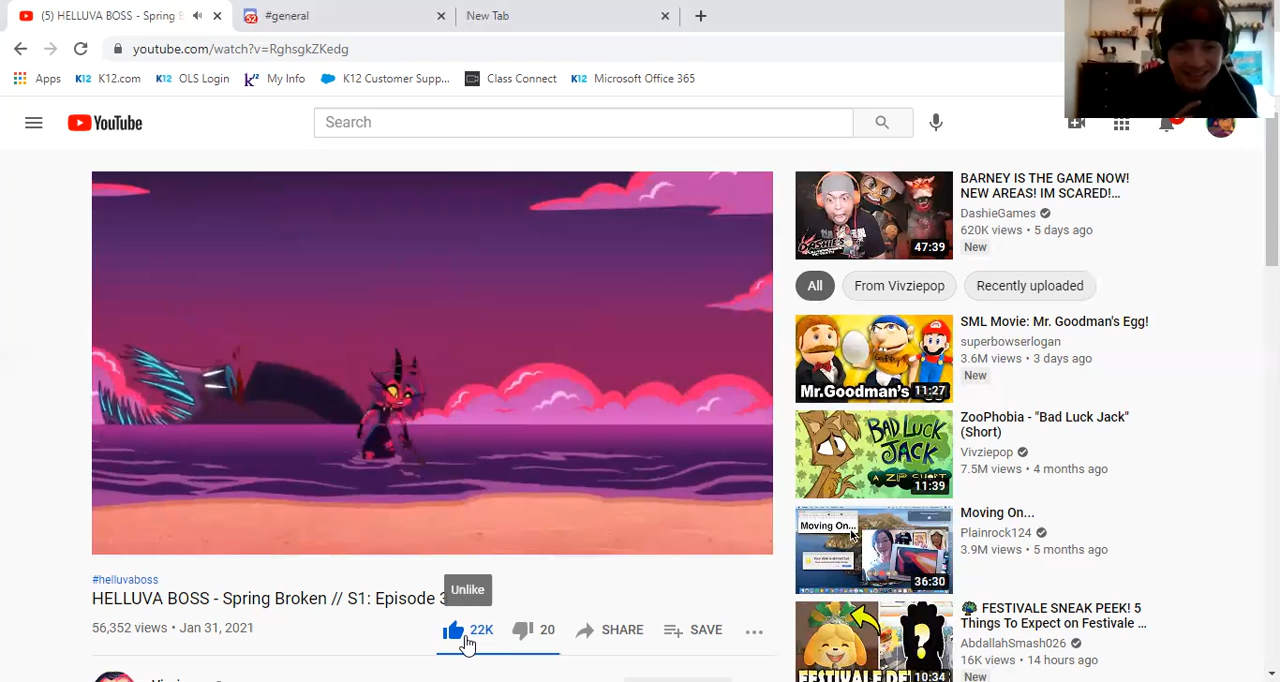 (5) HELLUVA BOSS - Spring B
#general
New Tab
youtube.com/watch?v=RghsgkZKedg
Apps
K12 K12.com
K12 OLS Login
K12 My Info
K12 Customer Supp...
Class Connect
K12 Microsoft Office 365
YouTube
Search
BARNEY IS THE GAME NOW!
NEW AREAS! IM SCARED!...
DashieGames
620K views • 5 days ago
New
47:39
All
From Vivziepop
Recently uploaded
SML Movie: Mr. Goodman's Egg!
superbowserlogan
3.6M views • 3 days ago
New
Mr.Goodman's
11:27
ZooPhobia - "Bad Luck Jack"
(Short)
Vivziepop
7.5M views • 4 months ago
BAD LUCK
JACK
11:39
Moving On...
Plainrock124
3.9M views • 5 months ago
Moving On...
36:30
FESTIVALE SNEAK PEEK! 5
Things To Expect on Festivale ...
AbdallahSmash026
16K views • 14 hours ago
New
10:34
#helluvaboss
HELLUVA BOSS - Spring Broken // S1: Episode 3
Unlike
56,352 views • Jan 31, 2021
22K
20
SHARE
SAVE